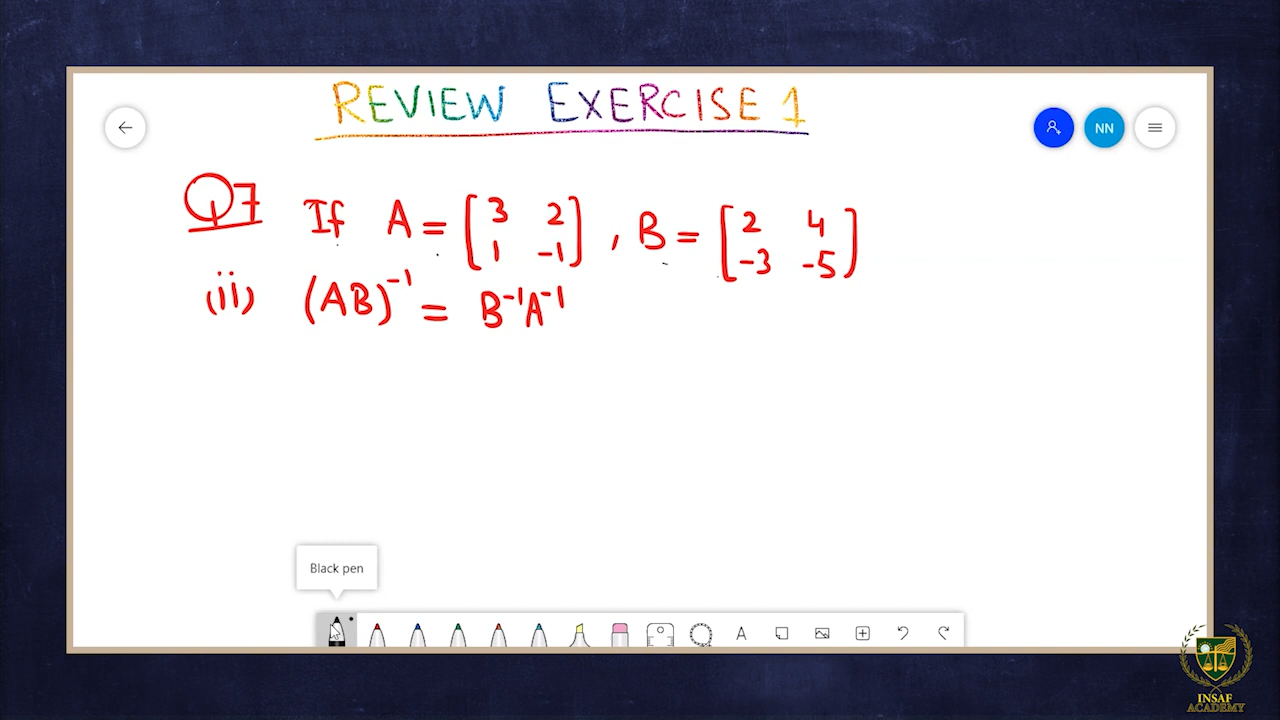 REVIEW EXERCISE 1
NN
Q7 If A = [3 2
1 -1] , B = [2 4
-3 -5]
(ii) (AB)⁻¹ = B⁻¹A⁻¹
Black pen
A
INSAF
ACADEMY